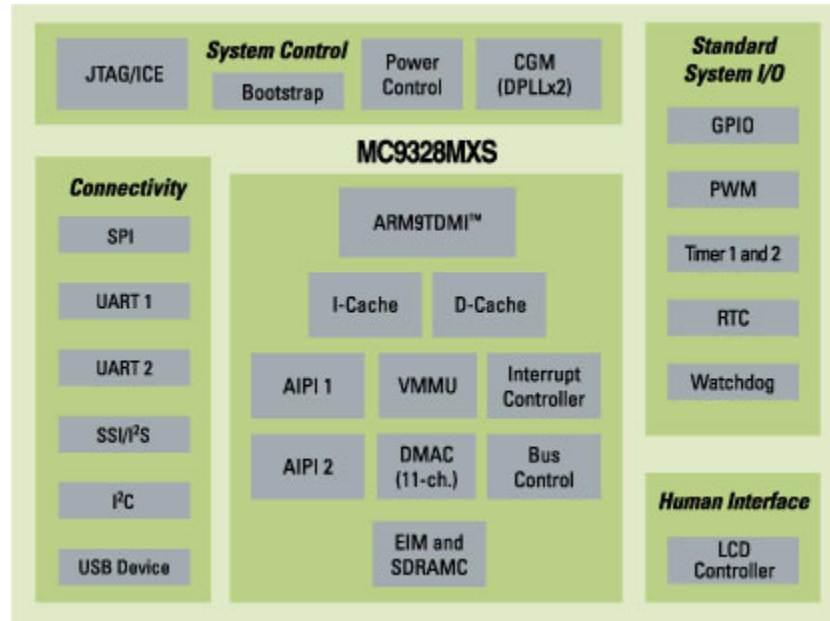 System Control
JTAG/ICE
Bootstrap
Power
Control
CGM
(DPLLx2)
Standard
System I/O
GPIO
PWM
Timer 1 and 2
RTC
Watchdog
MC9328MXS
Connectivity
SPI
UART 1
UART 2
SSI/I²S
I²C
USB Device
ARM9TDMI™
I-Cache
D-Cache
AIPI 1
VMMU
Interrupt
Controller
AIPI 2
DMAC
(11-ch.)
Bus
Control
EIM and
SDRAMC
Human Interface
LCD
Controller